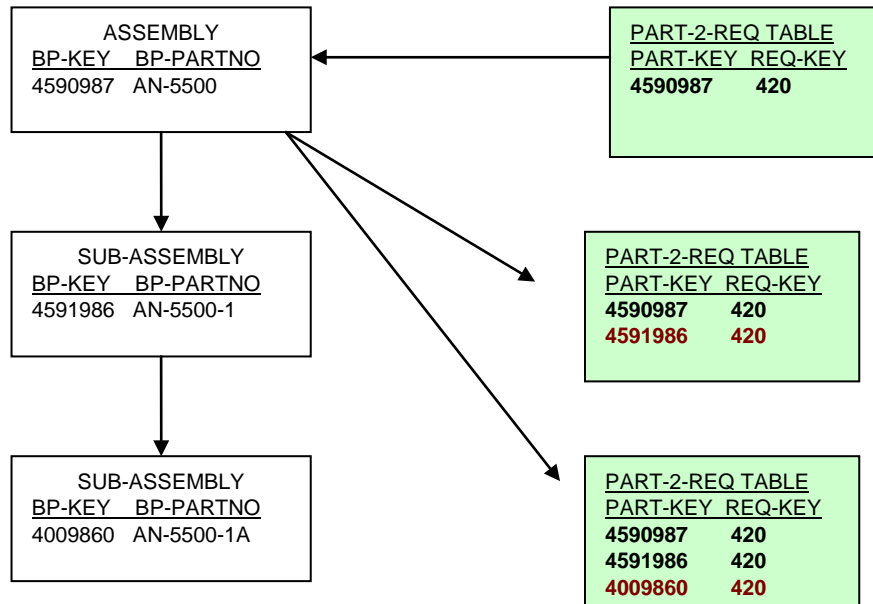 ASSEMBLY
BP-KEY BP-PARTNO
4590987 AN-5500
PART-2-REQ TABLE
PART-KEY REQ-KEY
4590987 420
SUB-ASSEMBLY
BP-KEY BP-PARTNO
4591986 AN-5500-1
PART-2-REQ TABLE
PART-KEY REQ-KEY
4590987 420
4591986 420
SUB-ASSEMBLY
BP-KEY BP-PARTNO
4009860 AN-5500-1A
PART-2-REQ TABLE
PART-KEY REQ-KEY
4590987 420
4591986 420
4009860 420